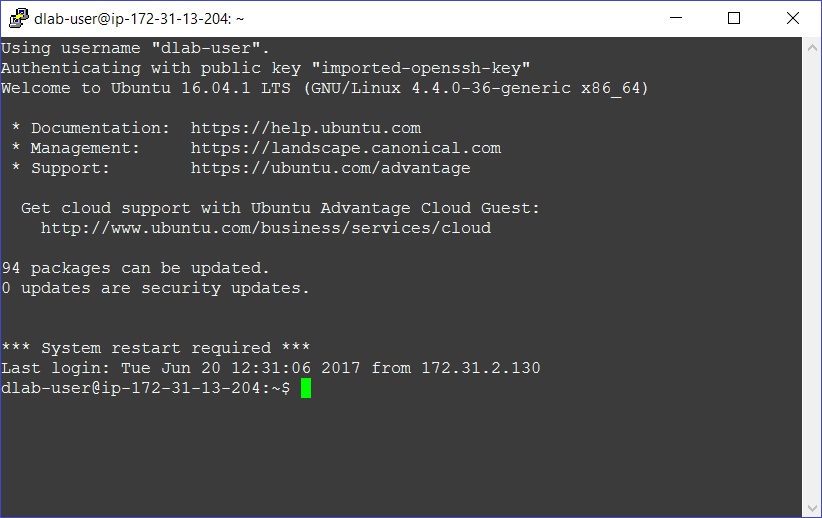 dlab-user@ip-172-31-13-204: ~
Using username "dlab-user".
Authenticating with public key "imported-openssh-key"
Welcome to Ubuntu 16.04.1 LTS (GNU/Linux 4.4.0-36-generic x86_64)
* Documentation:  https://help.ubuntu.com
* Management:     https://landscape.canonical.com
* Support:        https://ubuntu.com/advantage
Get cloud support with Ubuntu Advantage Cloud Guest:
http://www.ubuntu.com/business/services/cloud
94 packages can be updated.
0 updates are security updates.
*** System restart required ***
Last login: Tue Jun 20 12:31:06 2017 from 172.31.2.130
dlab-user@ip-172-31-13-204:~$